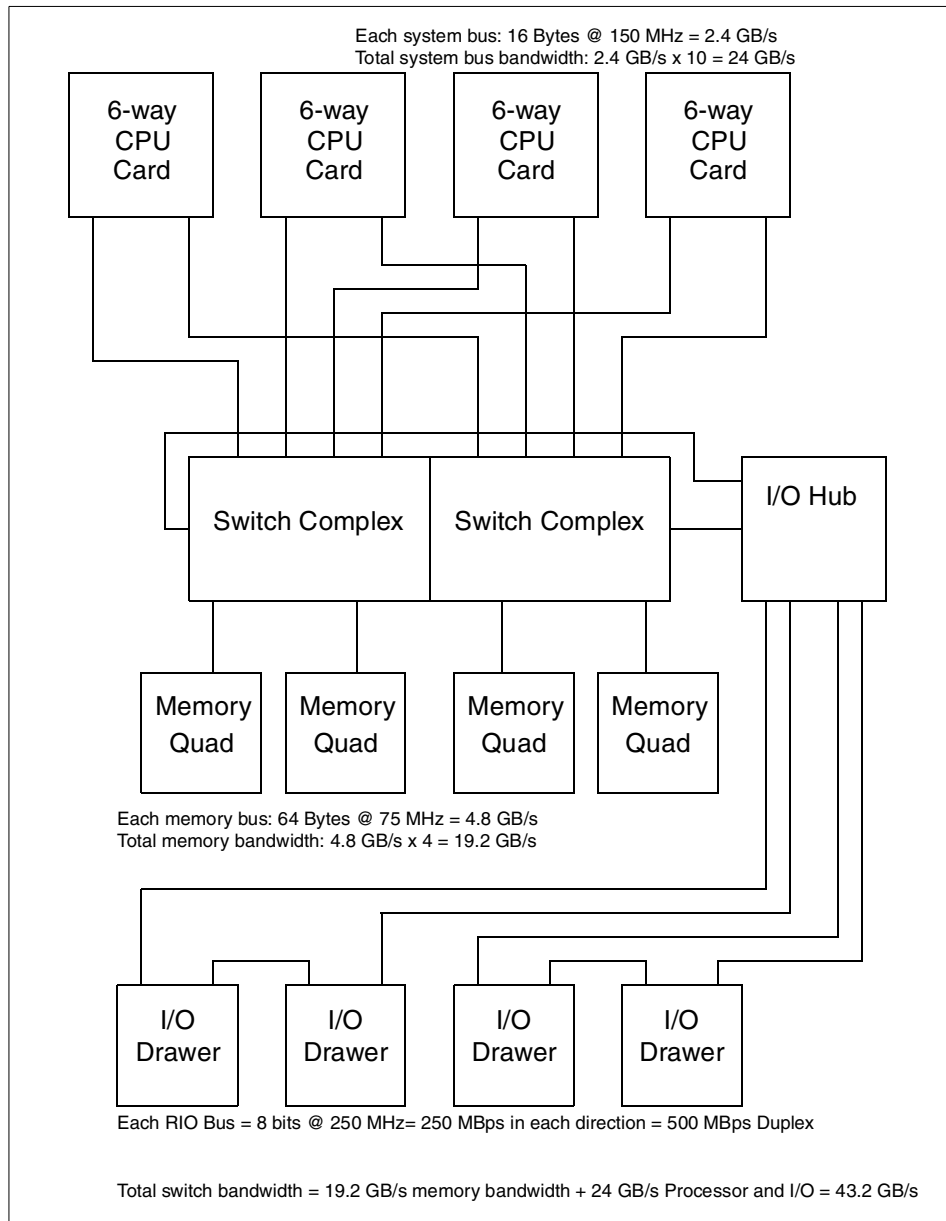 Each system bus: 16 Bytes @ 150 MHz = 2.4 GB/s
Total system bus bandwidth: 2.4 GB/s x 10 = 24 GB/s
6-way
CPU
Card
6-way
CPU
Card
6-way
CPU
Card
6-way
CPU
Card
Switch Complex
Switch Complex
I/O Hub
Memory
Quad
Memory
Quad
Memory
Quad
Memory
Quad
Each memory bus: 64 Bytes @ 75 MHz = 4.8 GB/s
Total memory bandwidth: 4.8 GB/s x 4 = 19.2 GB/s
I/O
Drawer
I/O
Drawer
I/O
Drawer
I/O
Drawer
Each RIO Bus = 8 bits @ 250 MHz= 250 MBps in each direction = 500 MBps Duplex
Total switch bandwidth = 19.2 GB/s memory bandwidth + 24 GB/s Processor and I/O = 43.2 GB/s